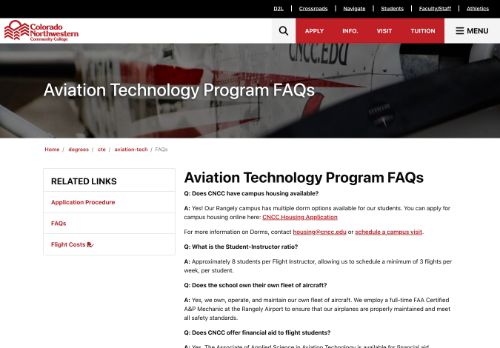 D2L | Crossroads | Navigate | Students | Faculty/Staff | Athletics
Colorado
Northwestern
Community College
APPLY INFO. VISIT TUITION MENU
CNCC
Aviation Technology Program FAQs
Home / degrees / cte / aviation-tech / FAQs
RELATED LINKS
Application Procedure
FAQs
Flight Costs
Aviation Technology Program FAQs
Q: Does CNCC have campus housing available?
A: Yes! Our Rangely campus has multiple dorm options available for our students. You can apply for
campus housing online here: CNCC Housing Application
For more information on Dorms, contact housing@cncc.edu or schedule a campus visit.
Q: What is the Student-Instructor ratio?
A: Approximately 8 students per Flight Instructor, allowing us to schedule a minimum of 3 flights per
week, per student.
Q: Does the school own their own fleet of aircraft?
A: Yes, we own, operate, and maintain our own fleet of aircraft. We employ a full-time FAA Certified
A&P Mechanic at the Rangely Airport to ensure that our airplanes are properly maintained and meet
all safety standards.
Q: Does CNCC offer financial aid to flight students?
A: Yes. The Associate of Applied Science in Aviation Technology is available for financial aid